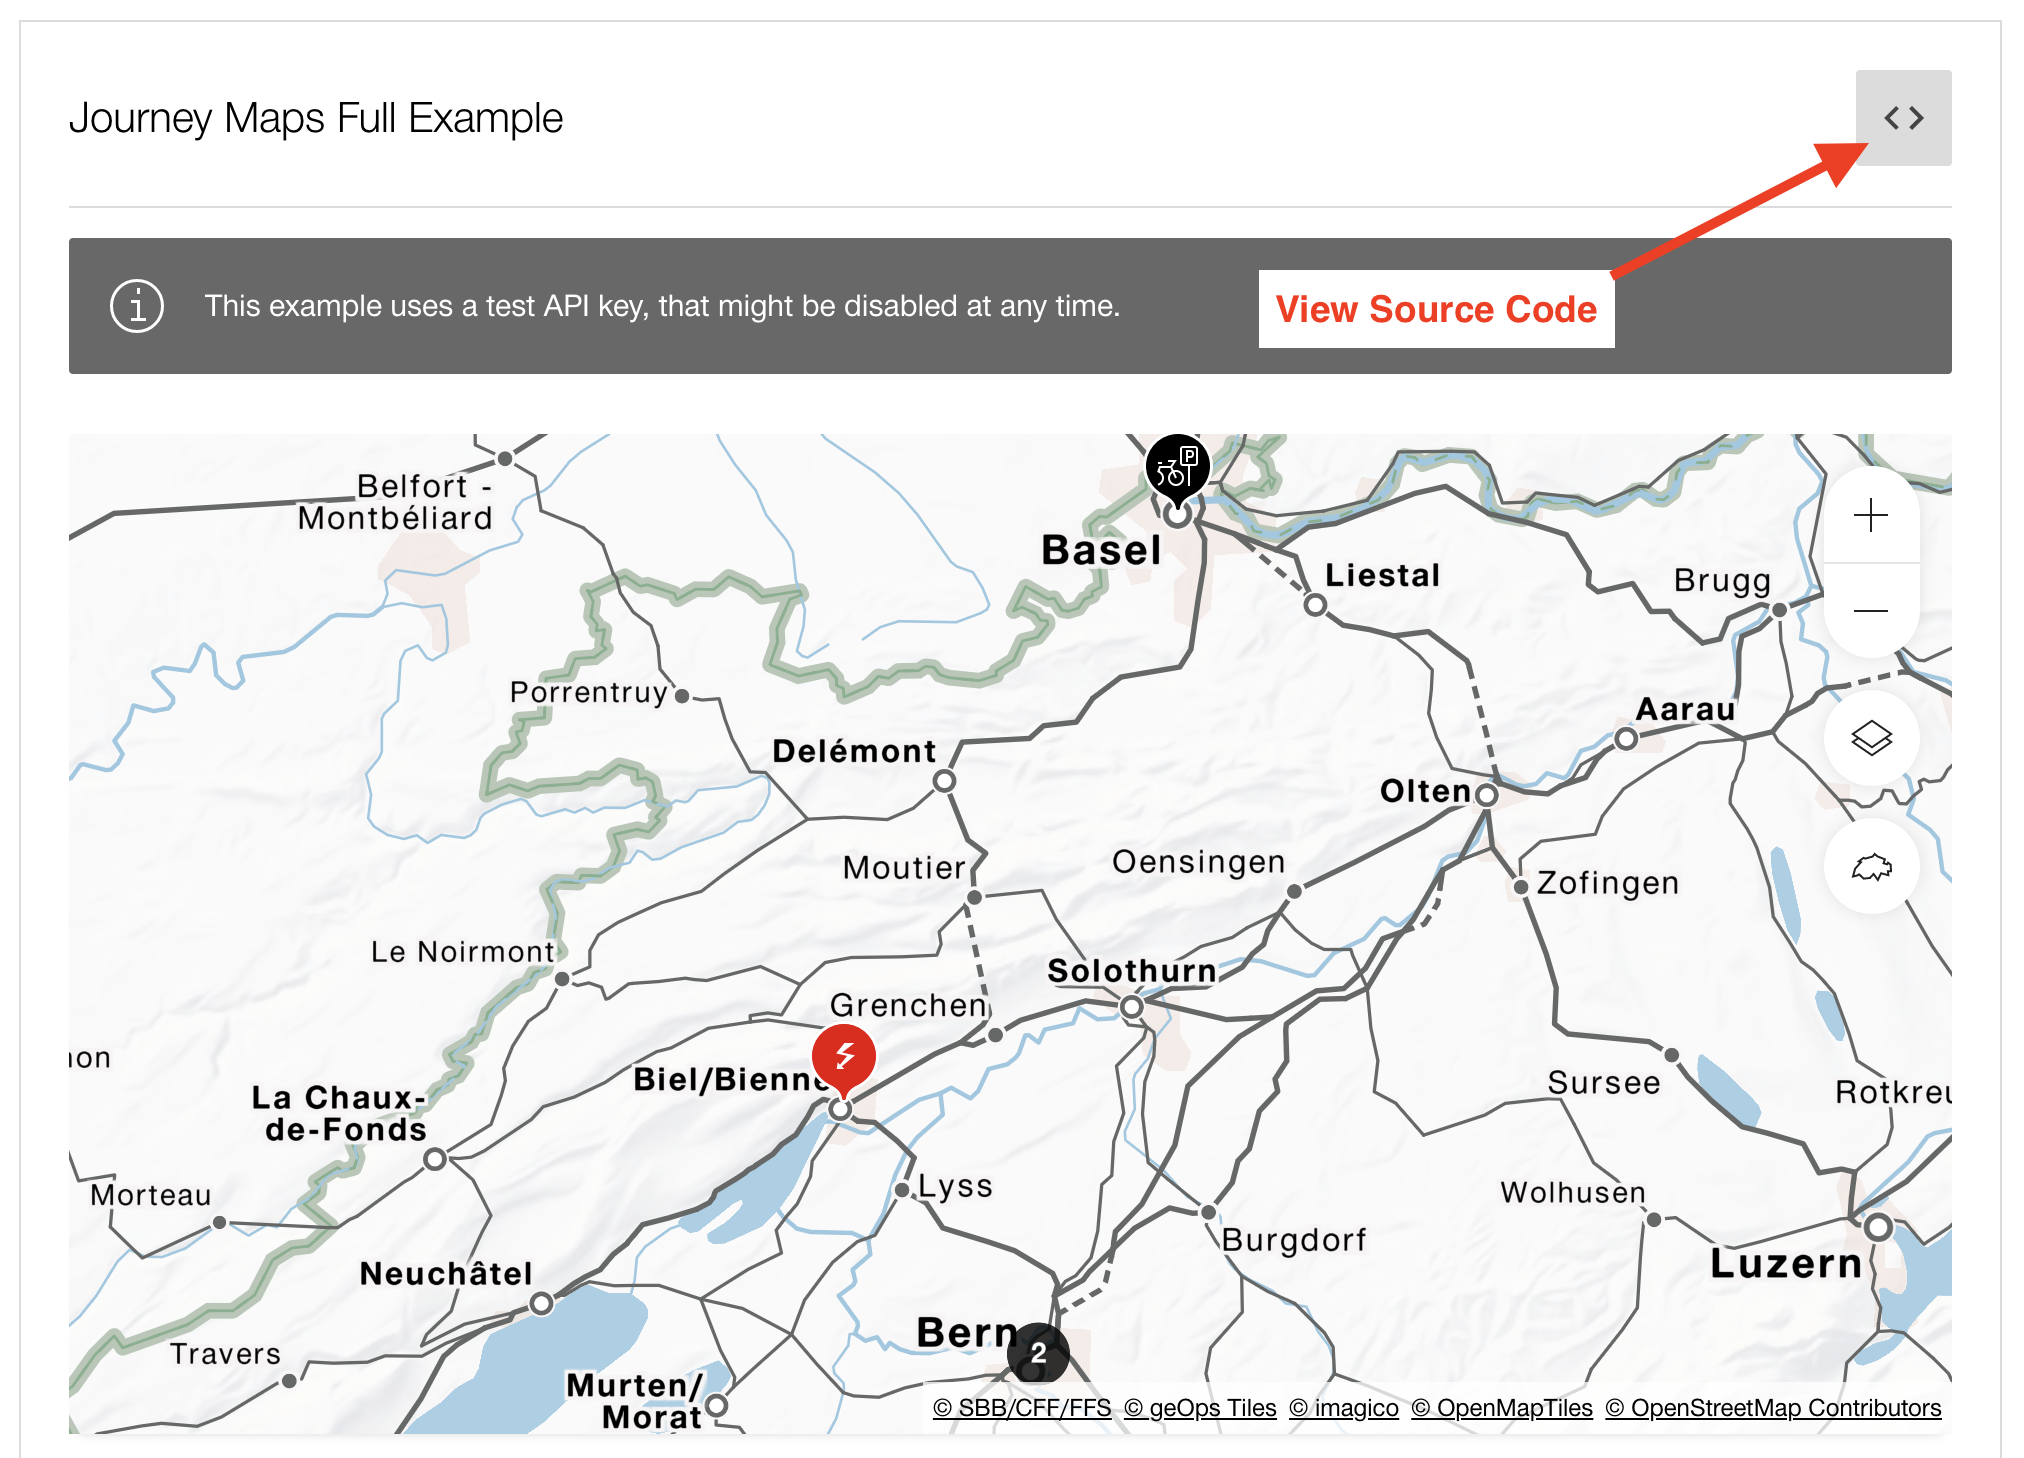 Journey Maps Full Example
< >
This example uses a test API key, that might be disabled at any time.
View Source Code
Belfort -
Montbéliard
P
Basel
Liestal
Brugg
Porrentruy
Aarau
Delémont
Olten
Moutier
Oensingen
Zofingen
Le Noirmont
Solothurn
Grenchen
non
Biel/Bienne
Sursee
Rotkreu
La Chaux-
de-Fonds
Morteau
Lyss
Wolhusen
Burgdorf
Luzern
Neuchâtel
Bern
2
Travers
Murten/
Morat
© SBB/CFF/FFS © geOps Tiles © imagico © OpenMapTiles © OpenStreetMap Contributors